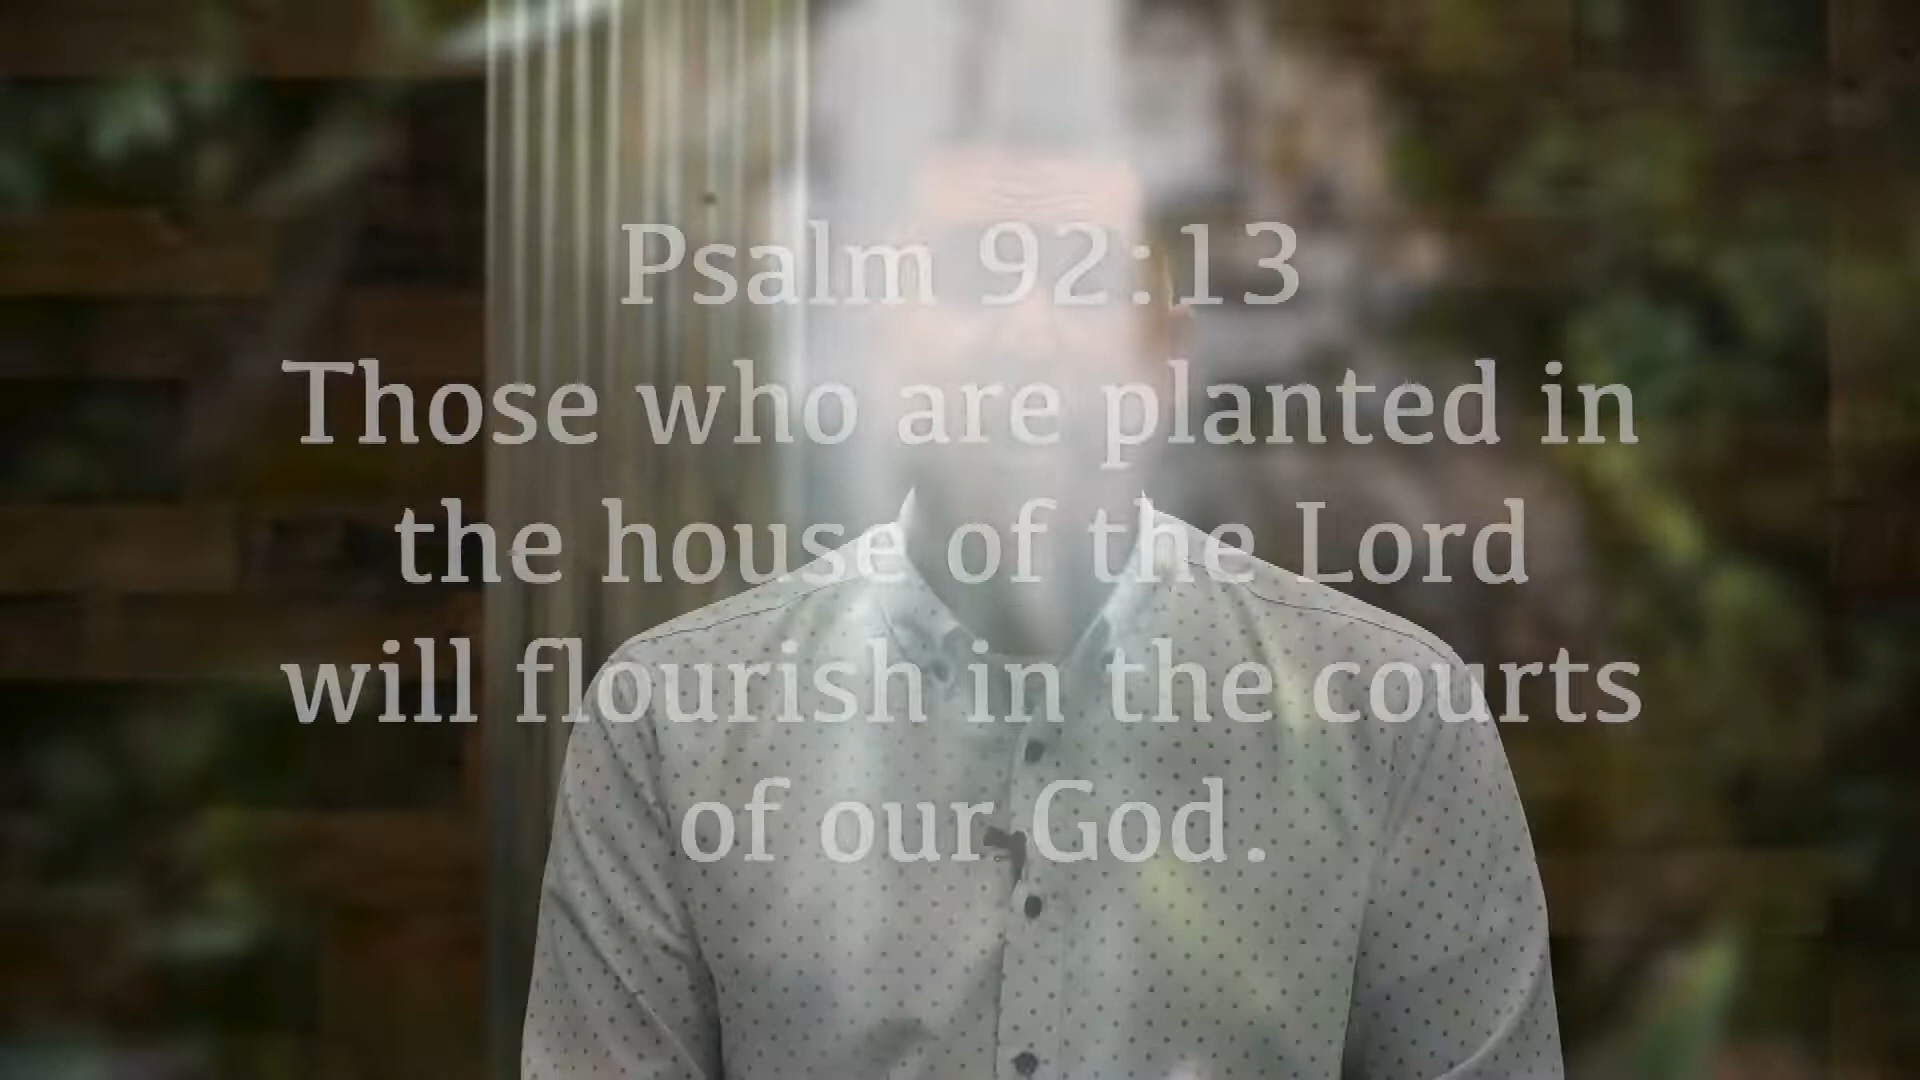 Psalm 92:13
Those who are planted in
the house of the Lord
will flourish in the courts
of our God.